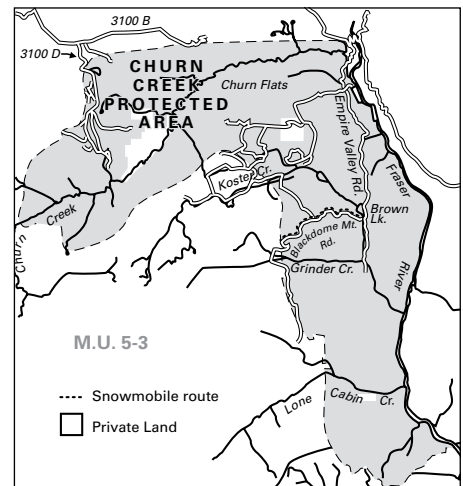 3100 B
3100 D
CHURN
CREEK
PROTECTED
AREA
Churn Flats
Empire Valley Rd.
Fraser
River
Koster Cr.
Brown
Lk.
Blackdome Mt.
Rd.
Grinder Cr.
Churn
Creek
M.U. 5-3
Snowmobile route
Private Land
Lone
Cabin
Cr.